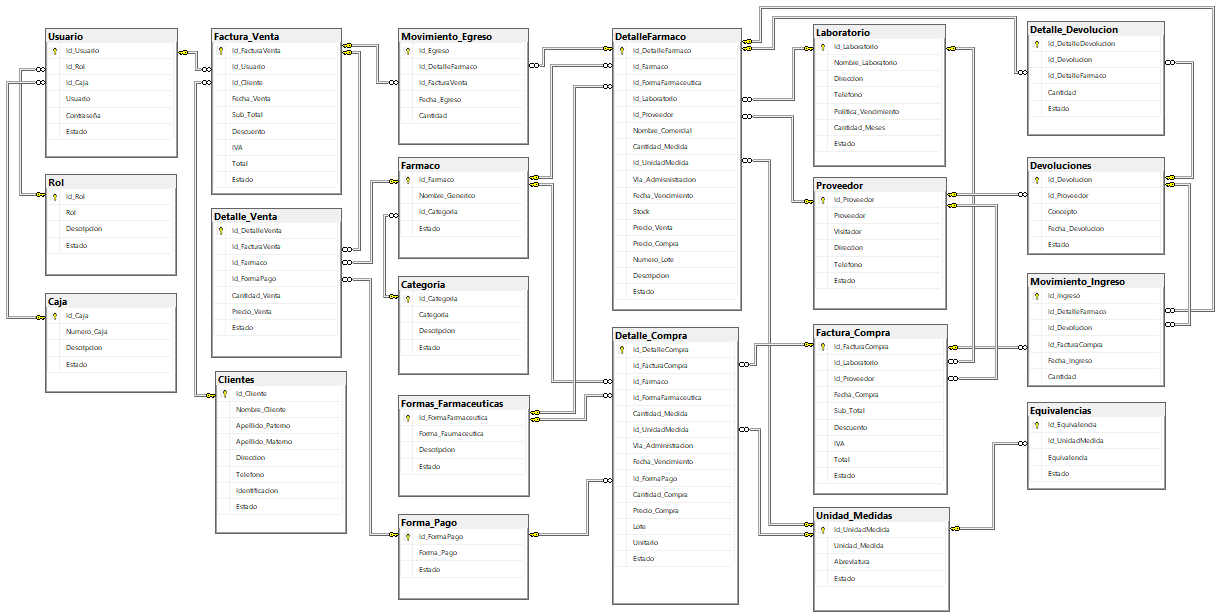 Usuario
Id_Usuario
Id_Rol
Id_Caja
Usuario
Contraseña
Estado
Rol
Id_Rol
Rol
Descripcion
Estado
Caja
Id_Caja
Numero_Caja
Descripcion
Estado
Factura_Venta
Id_FacturaVenta
Id_Usuario
Id_Cliente
Fecha_Venta
Sub_Total
Descuento
IVA
Total
Estado
Detalle_Venta
Id_DetalleVenta
Id_FacturaVenta
Id_Farmaco
Id_FormaPago
Cantidad_Venta
Precio_Venta
Estado
Clientes
Id_Cliente
Nombre_Cliente
Apellido_Paterno
Apellido_Materno
Direccion
Telefono
Identificacion
Estado
Movimiento_Egreso
Id_Egreso
Id_DetalleFarmaco
Id_FacturaVenta
Fecha_Egreso
Cantidad
Farmaco
Id_Farmaco
Nombre_Generico
Id_Categoria
Estado
Categoria
Id_Categoria
Categoria
Descripcion
Estado
Formas_Farmaceuticas
Id_FormaFarmaceutica
Forma_Faumaceutica
Descripcion
Estado
Forma_Pago
Id_FormaPago
Forma_Pago
Estado
DetalleFarmaco
Id_DetalleFarmaco
Id_Farmaco
Id_FormaFarmaceutica
Id_Laboratorio
Id_Proveedor
Nombre_Comercial
Cantidad_Medida
Id_UnidadMedida
Via_Adminsnistracion
Fecha_Vencimiento
Stock
Precio_Venta
Precio_Compra
Numero_Lote
Descripcion
Estado
Detalle_Compra
Id_DetalleCompra
Id_FacturaCompra
Id_Farmaco
Id_FormaFarmaceutica
Cantidad_Medida
Id_UnidadMedida
Via_Administracion
Fecha_Vencimiento
Id_FormaPago
Cantidad_Compra
Precio_Compra
Lote
Unitario
Estado
Laboratorio
Id_Laboratorio
Nombre_Laboratorio
Direccion
Telefono
Politica_Vencimiento
Cantidad_Meses
Estado
Proveedor
Id_Proveedor
Proveedor
Visitador
Direccion
Telefono
Estado
Factura_Compra
Id_FacturaCompra
Id_Laboratorio
Id_Proveedor
Fecha_Compra
Sub_Total
Descuento
IVA
Total
Estado
Unidad_Medidas
Id_UnidadMedida
Unidad_Medida
Abreviatura
Estado
Detalle_Devolucion
Id_DetalleDevolucion
Id_Devolucion
Id_DetalleFarmaco
Cantidad
Estado
Devoluciones
Id_Devolucion
Id_Proveedor
Concepto
Fecha_Devolucion
Estado
Movimiento_Ingreso
Id_Ingreso
Id_DetalleFarmaco
Id_Devolucion
Id_FacturaCompra
Fecha_Ingreso
Cantidad
Equivalencias
Id_Equivalencia
Id_UnidadMedida
Equivalencia
Estado